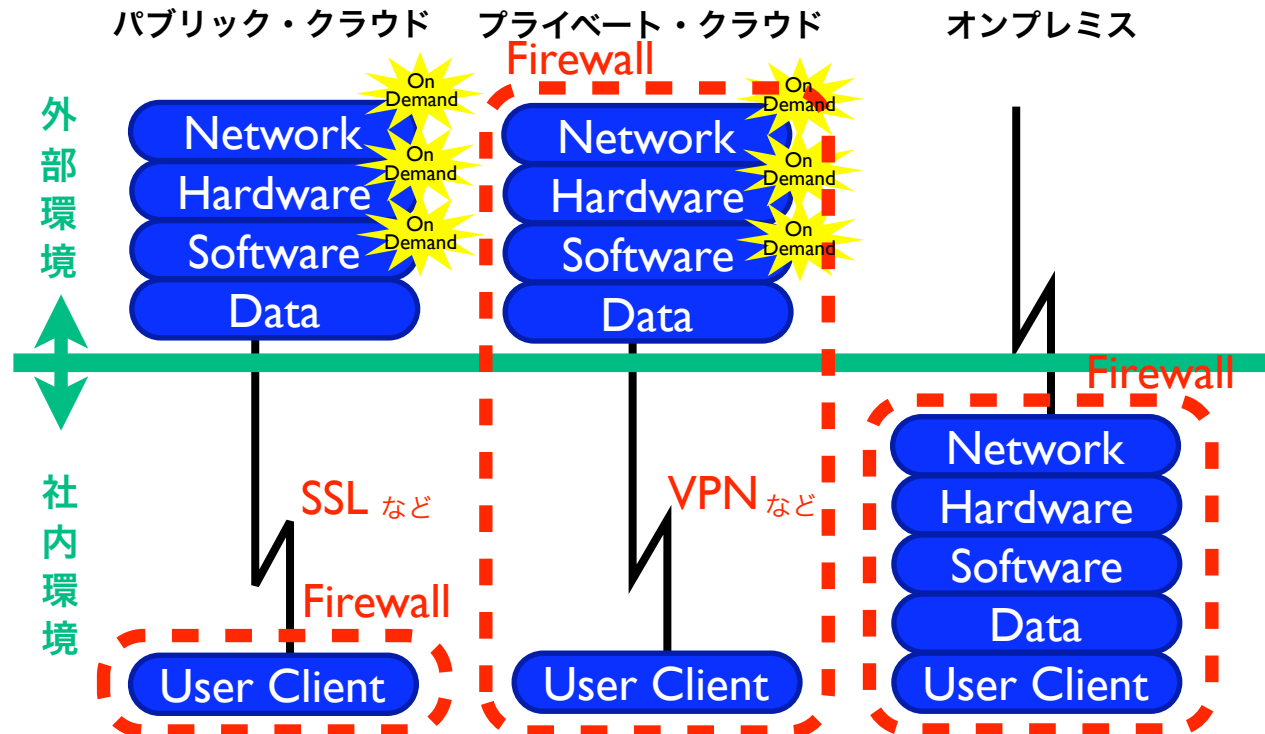 パブリック・クラウド
プライベート・クラウド
オンプレミス
外部環境
社内環境
On
Demand
On
Demand
On
Demand
Network
Hardware
Software
Data
SSL など
Firewall
User Client
Firewall
On
Demand
On
Demand
On
Demand
Network
Hardware
Software
Data
VPN など
User Client
Firewall
Network
Hardware
Software
Data
User Client